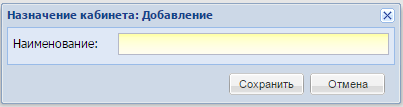 Назначение кабинета: Добавление
Наименование:
Сохранить Отмена